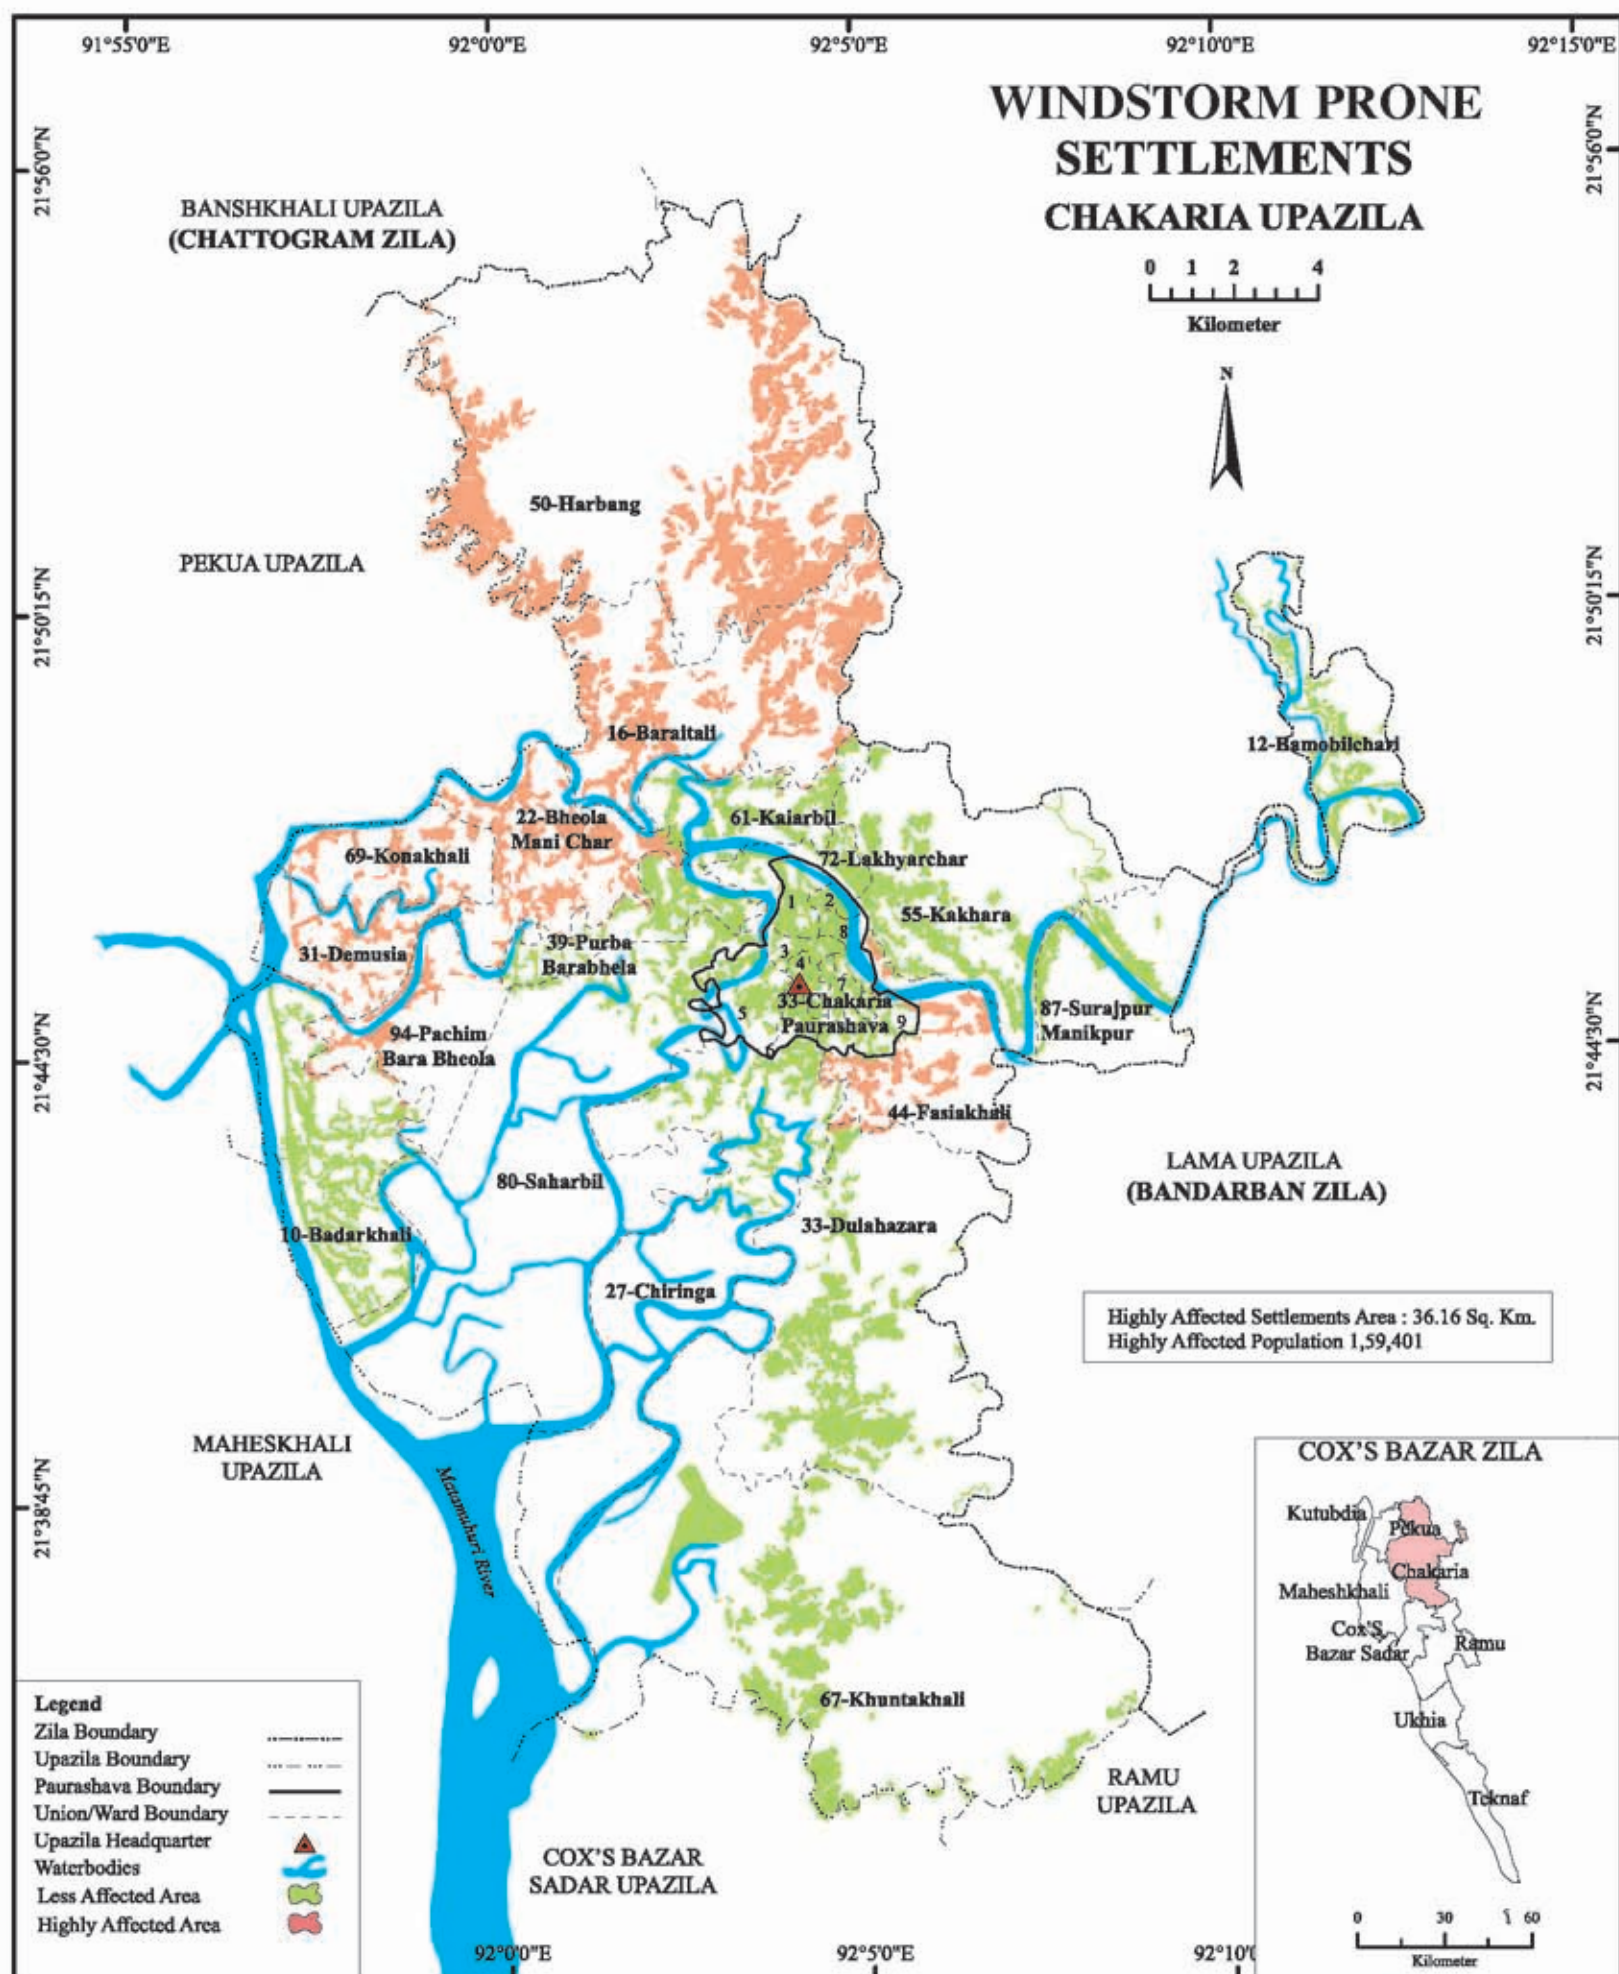 91°55'0"E
92°0'0"E
92°5'0"E
92°10'0"E
92°15'0"E
WINDSTORM PRONE
SETTLEMENTS
CHAKARIA UPAZILA
0 1 2 4
Kilometer
N
21°56'0"N
21°56'0"N
BANSHKHALI UPAZILA
(CHATTOGRAM ZILA)
50-Harbang
PEKUA UPAZILA
21°50'15"N
21°50'15"N
16-Baraitali
12-Bamobilchari
22-Bheola
Mani Char
61-Kaiarbil
69-Konakhali
72-Lakhyarchar
1
2
55-Kakhara
8
31-Demusia
39-Purba
Barabhela
3
4
7
33-Chakaria
Paurashava
5
9
87-Surajpur
Manikpur
94-Pachim
Bara Bheola
21°44'30"N
21°44'30"N
44-Fasiakhali
80-Saharbil
LAMA UPAZILA
(BANDARBAN ZILA)
10-Badarkhali
33-Dulahazara
27-Chiringa
Highly Affected Settlements Area : 36.16 Sq. Km.
Highly Affected Population 1,59,401
MAHESKHALI
UPAZILA
21°38'45"N
Matamuhuri River
67-Khuntakhali
RAMU
UPAZILA
COX'S BAZAR
SADAR UPAZILA
COX'S BAZAR ZILA
Kutubdia
Pekua
Chakaria
Maheshkhali
Cox'S
Bazar Sadar
Ramu
Ukhia
Teknaf
0 30 60
Kilometer
Legend
Zila Boundary
Upazila Boundary
Paurashava Boundary
Union/Ward Boundary
Upazila Headquarter
Waterbodies
Less Affected Area
Highly Affected Area
92°0'0"E
92°5'0"E
92°10'0